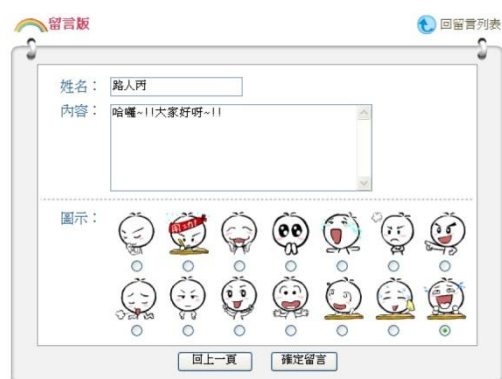 留言版
回留言列表
姓名： 路人丙
內容： 哈囉~!!大家好呀~!!
圖示：
回上一頁 確定留言